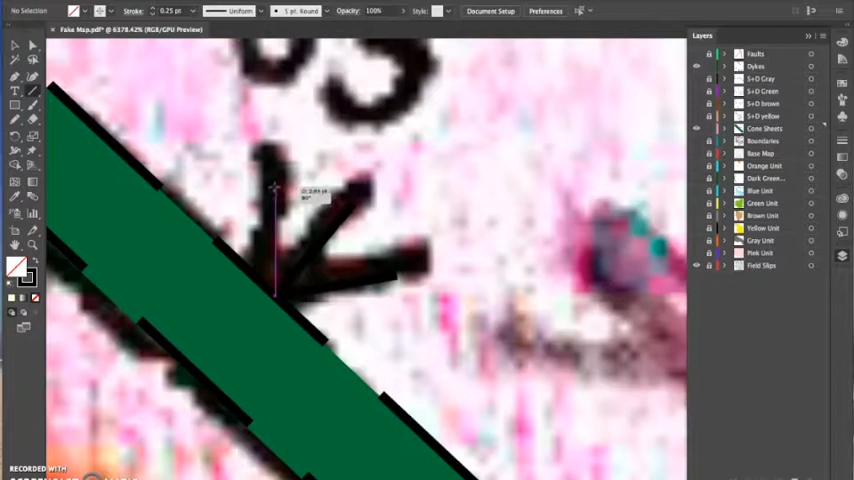 No Selection Stroke: 0.25 pt Uniform 5 pt. Round Opacity: 100% Style: Document Setup Preferences
× Fake Map.pdf* @ 6378.42% (RGB/GPU Preview)
Layers
Faults
Dykes
S+D Gray
S+D Green
S+D brown
S+D yellow
Cone Sheets
Boundaries
Base Map
Orange Unit
Dark Green...
Blue Unit
Green Unit
Brown Unit
Yellow Unit
Gray Unit
Pink Unit
Field Slips
RECORDED WITH